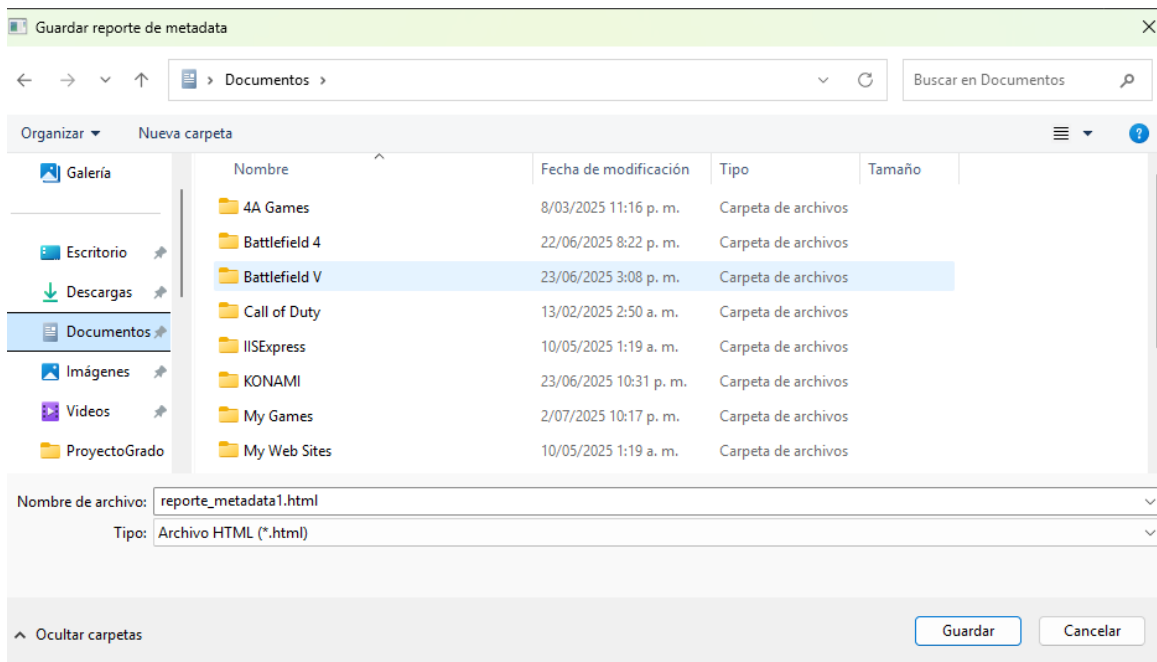 Guardar reporte de metadata
Documentos
Buscar en Documentos
Organizar
Nueva carpeta
Galería
Escritorio
Descargas
Documentos
Imágenes
Videos
ProyectoGrado
Nombre Fecha de modificación Tipo Tamaño
4A Games 8/03/2025 11:16 p. m. Carpeta de archivos
Battlefield 4 22/06/2025 8:22 p. m. Carpeta de archivos
Battlefield V 23/06/2025 3:08 p. m. Carpeta de archivos
Call of Duty 13/02/2025 2:50 a. m. Carpeta de archivos
IISExpress 10/05/2025 1:19 a. m. Carpeta de archivos
KONAMI 23/06/2025 10:31 p. m. Carpeta de archivos
My Games 2/07/2025 10:17 p. m. Carpeta de archivos
My Web Sites 10/05/2025 1:19 a. m. Carpeta de archivos
Nombre de archivo: reporte_metadata1.html
Tipo: Archivo HTML (*.html)
Ocultar carpetas
Guardar
Cancelar